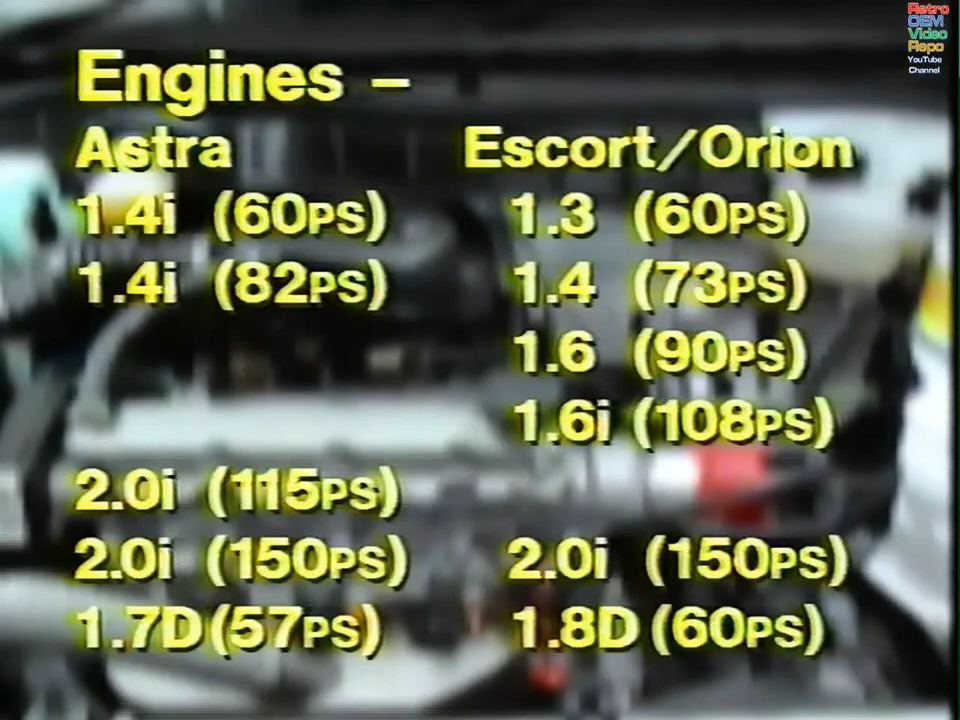 Retro
OEM
Video
Repo
YouTube
Channel
Engines –
Astra Escort/Orion
1.4i (60PS) 1.3 (60PS)
1.4i (82PS) 1.4 (73PS)
1.6 (90PS)
1.6i (108PS)
2.0i (115PS)
2.0i (150PS) 2.0i (150PS)
1.7D (57PS) 1.8D (60PS)